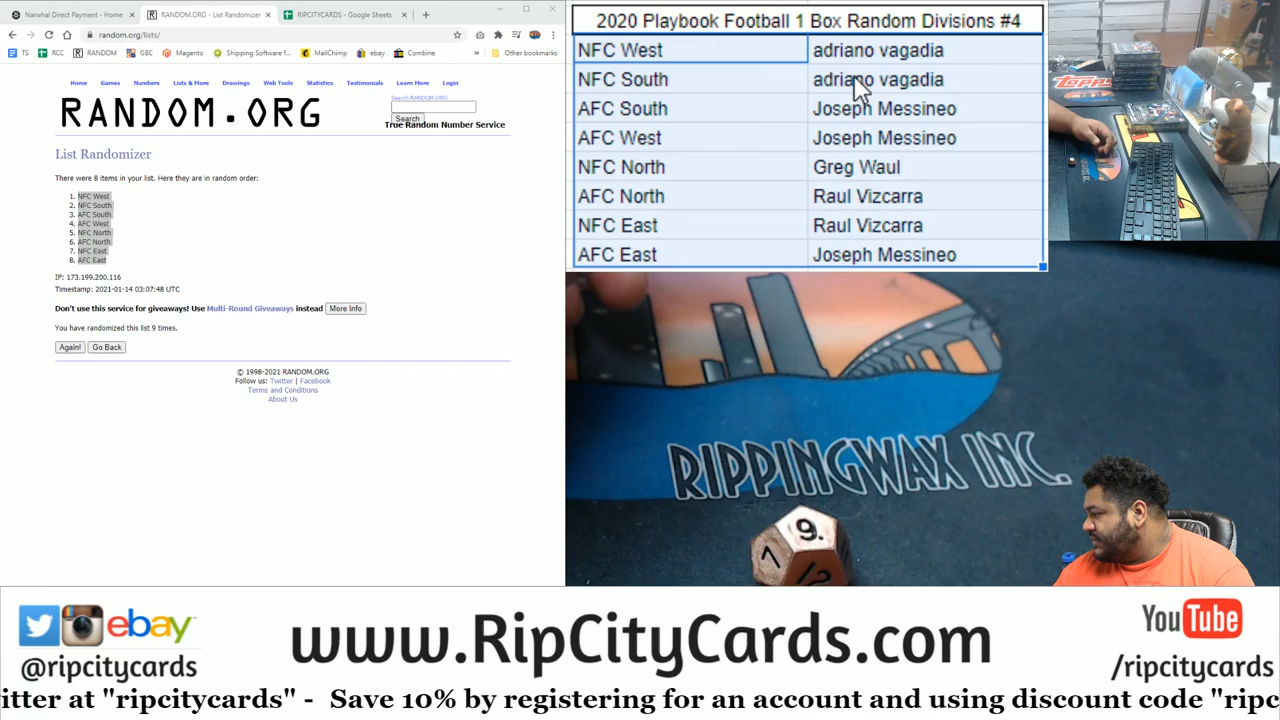 Narwhal Direct Payment - Home
RANDOM.ORG - List Randomizer
RIPCITYCARDS - Google Sheets
random.org/lists/
TS
RCC
RANDOM
GBC
Magento
Shipping Software f...
MailChimp
ebay
Combine
Other bookmarks
Home
Games
Numbers
Lists & More
Drawings
Web Tools
Statistics
Testimonials
Learn More
Login
RANDOM.ORG
Search RANDOM.ORG
Search
True Random Number Service
List Randomizer
There were 8 items in your list. Here they are in random order:
1. NFC West
2. NFC South
3. AFC South
4. AFC West
5. NFC North
6. AFC North
7. NFC East
8. AFC East
IP: 173.199.200.116
Timestamp: 2021-01-14 03:07:48 UTC
Don't use this service for giveaways! Use Multi-Round Giveaways instead More Info
You have randomized this list 9 times.
Again! Go Back
© 1998-2021 RANDOM.ORG
Follow us: Twitter | Facebook
Terms and Conditions
About Us
2020 Playbook Football 1 Box Random Divisions #4
NFC West adriano vagadia
NFC South adriano vagadia
AFC South Joseph Messineo
AFC West Joseph Messineo
NFC North Greg Waul
AFC North Raul Vizcarra
NFC East Raul Vizcarra
AFC East Joseph Messineo
TOPPS
RIPPINGWAX INC.
9.
1
12
ebay
@ripcitycards
www.RipCityCards.com
YouTube
/ripcitycards
itter at "ripcitycards" - Save 10% by registering for an account and using discount code "ripc